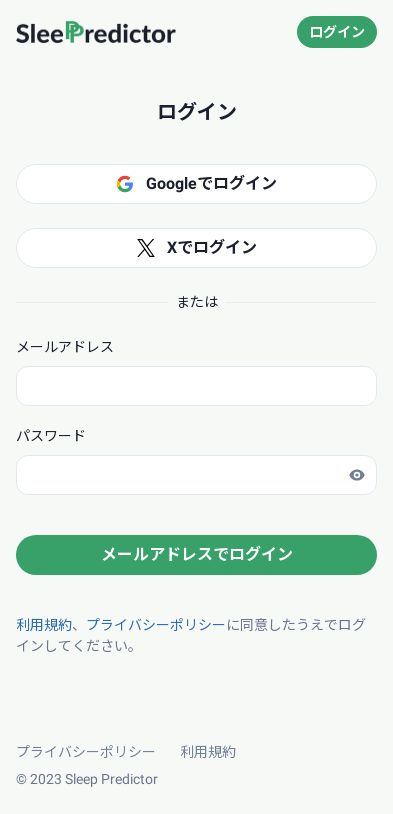 SleePredictor
ログイン
ログイン
Googleでログイン
Xでログイン
または
メールアドレス
パスワード
メールアドレスでログイン
利用規約、プライバシーポリシーに同意したうえでログ
インしてください。
プライバシーポリシー 利用規約
© 2023 Sleep Predictor